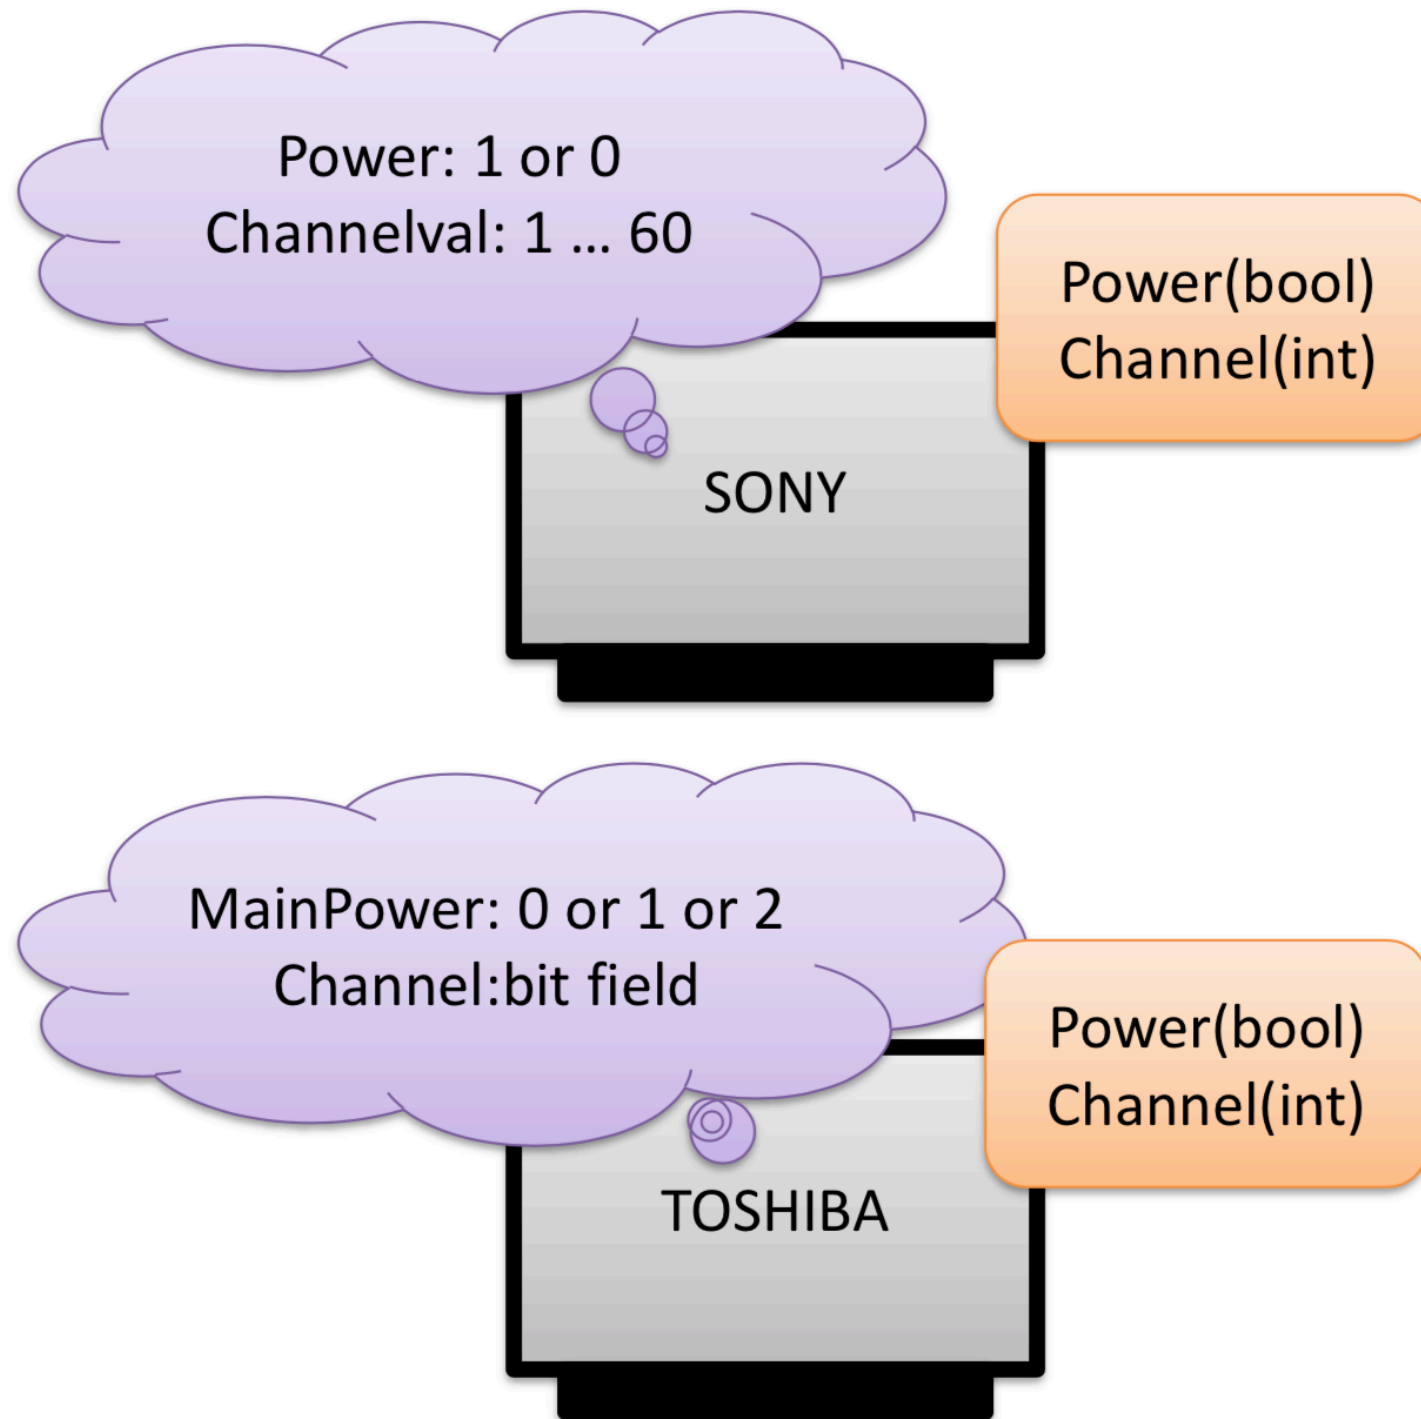 Power: 1 or 0
Channelval: 1 ... 60
Power(bool)
Channel(int)
SONY
MainPower: 0 or 1 or 2
Channel:bit field
Power(bool)
Channel(int)
TOSHIBA